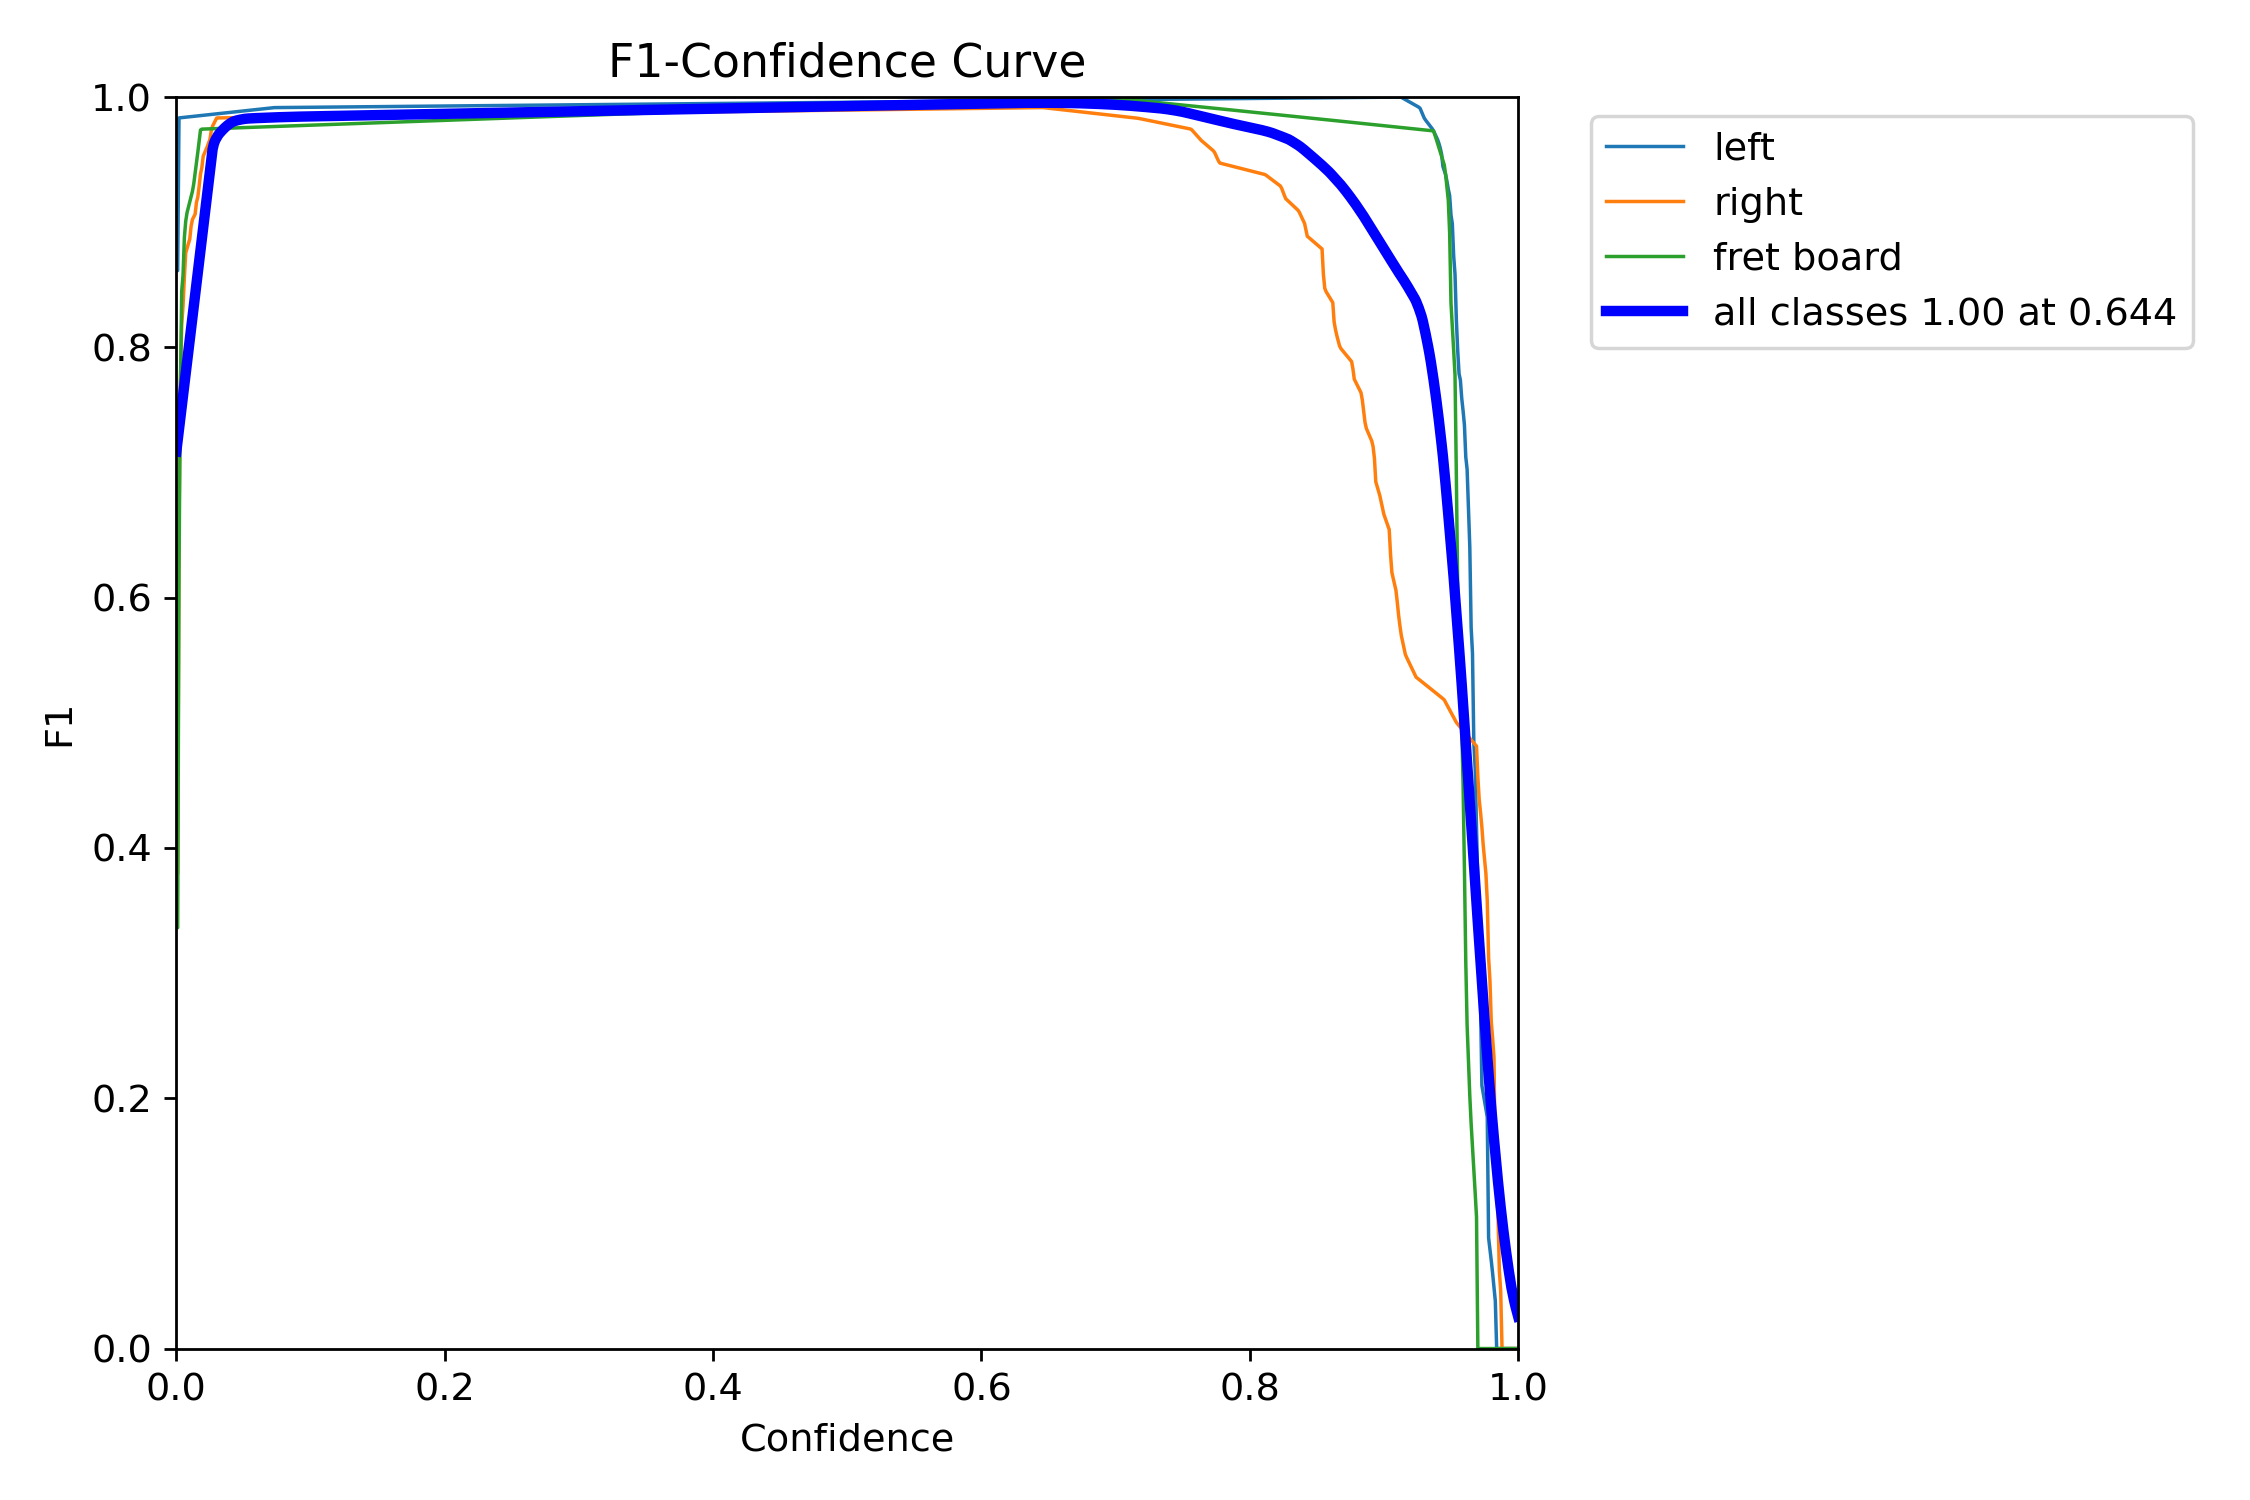 F1-Confidence Curve
1.0
0.8
0.6
0.4
0.2
0.0
F1
0.0 0.2 0.4 0.6 0.8 1.0
Confidence
left
right
fret board
all classes 1.00 at 0.644